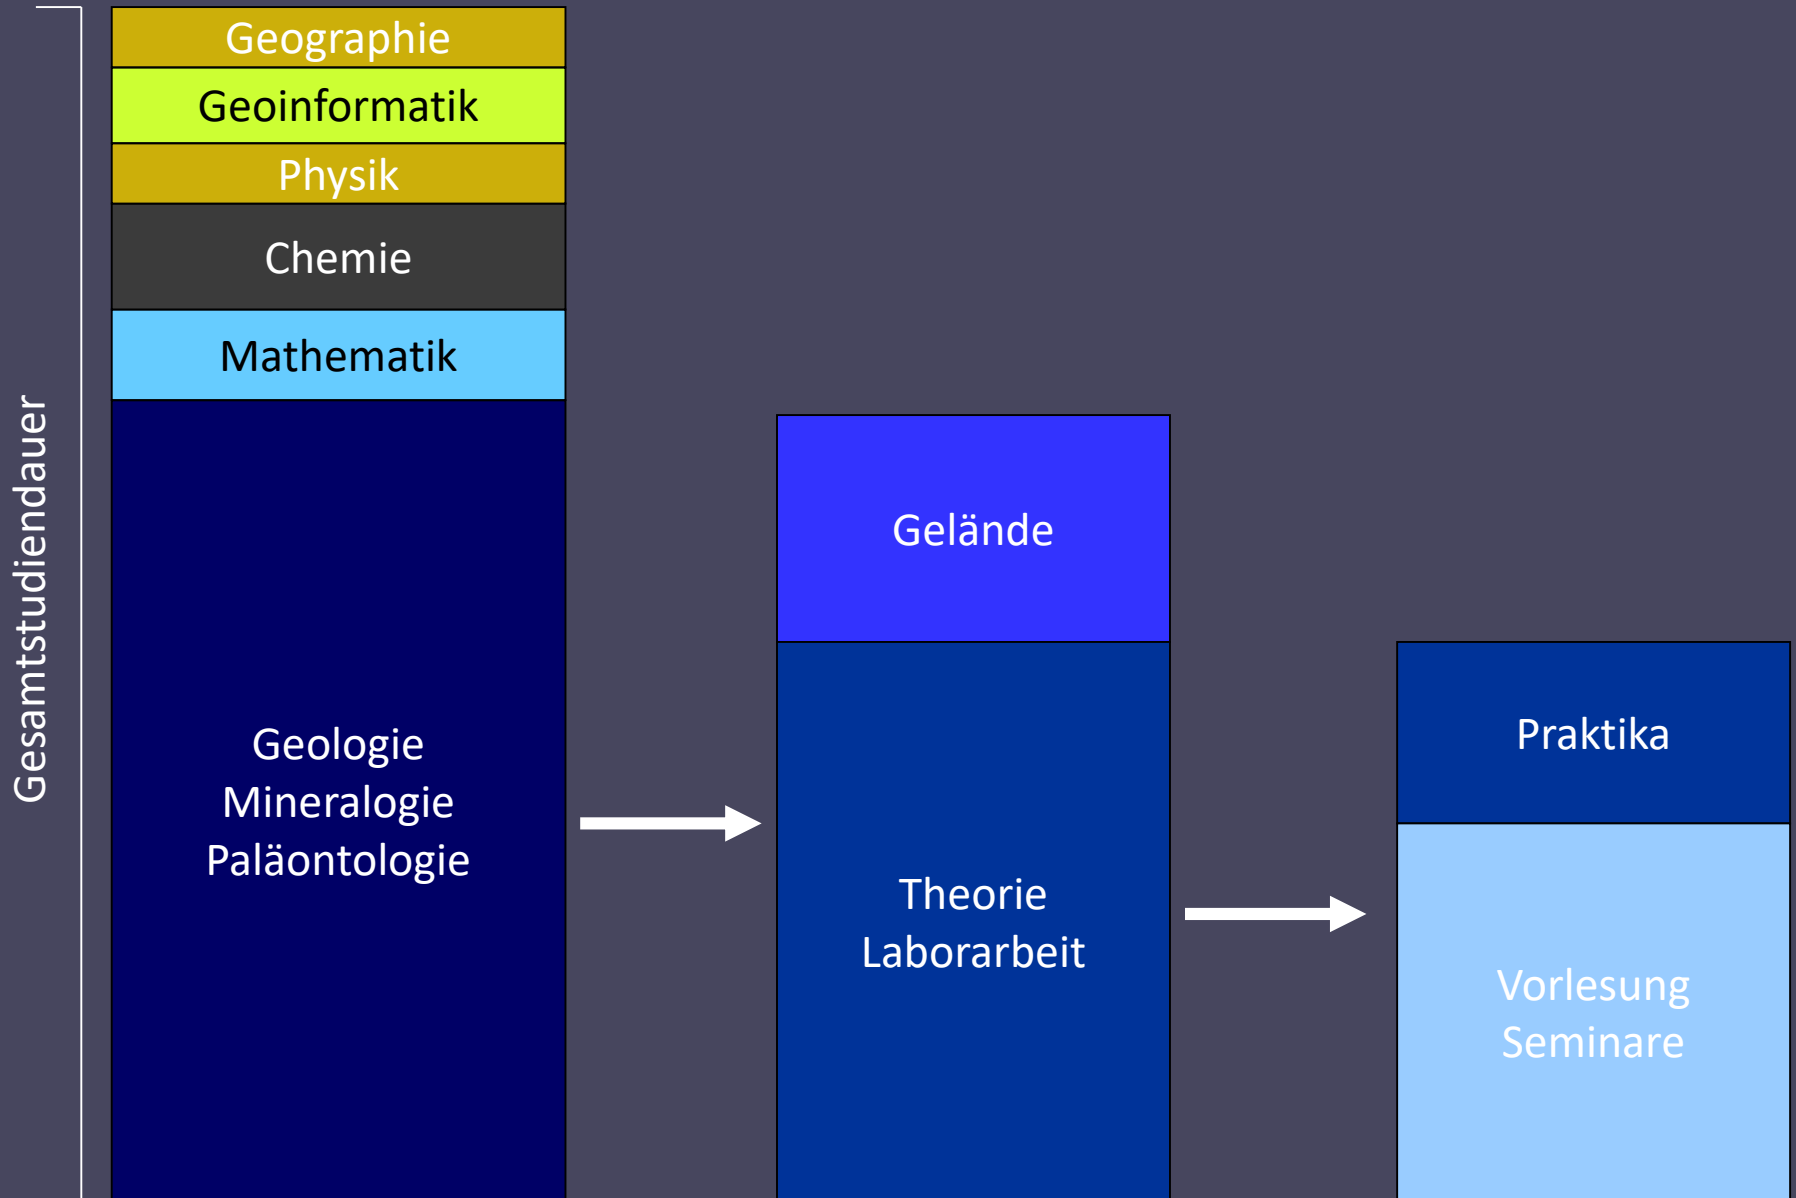 Gesamtstudiendauer
Geographie
Geoinformatik
Physik
Chemie
Mathematik
Geologie
Mineralogie
Paläontologie
Gelände
Theorie
Laborarbeit
Praktika
Vorlesung
Seminare